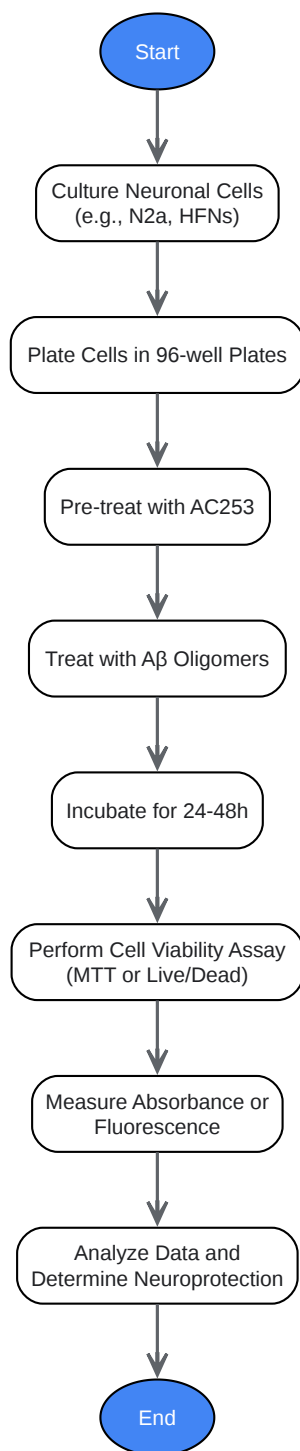 Start
Culture Neuronal Cells
(e.g., N2a, HFNs)
Plate Cells in 96-well Plates
Pre-treat with AC253
Treat with Aβ Oligomers
Incubate for 24-48h
Perform Cell Viability Assay
(MTT or Live/Dead)
Measure Absorbance or
Fluorescence
Analyze Data and
Determine Neuroprotection
End